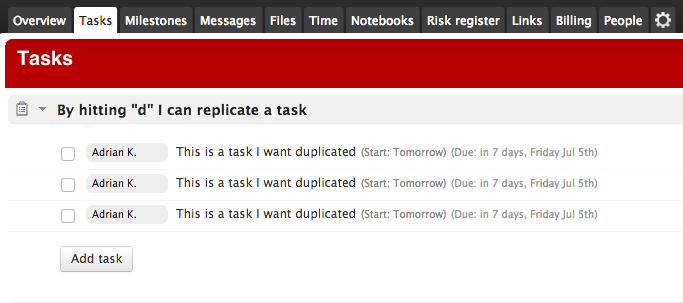 Overview Tasks Milestones Messages Files Time Notebooks Risk register Links Billing People
Tasks
By hitting "d" I can replicate a task
Adrian K. This is a task I want duplicated (Start: Tomorrow) (Due: in 7 days, Friday Jul 5th)
Adrian K. This is a task I want duplicated (Start: Tomorrow) (Due: in 7 days, Friday Jul 5th)
Adrian K. This is a task I want duplicated (Start: Tomorrow) (Due: in 7 days, Friday Jul 5th)
Add task